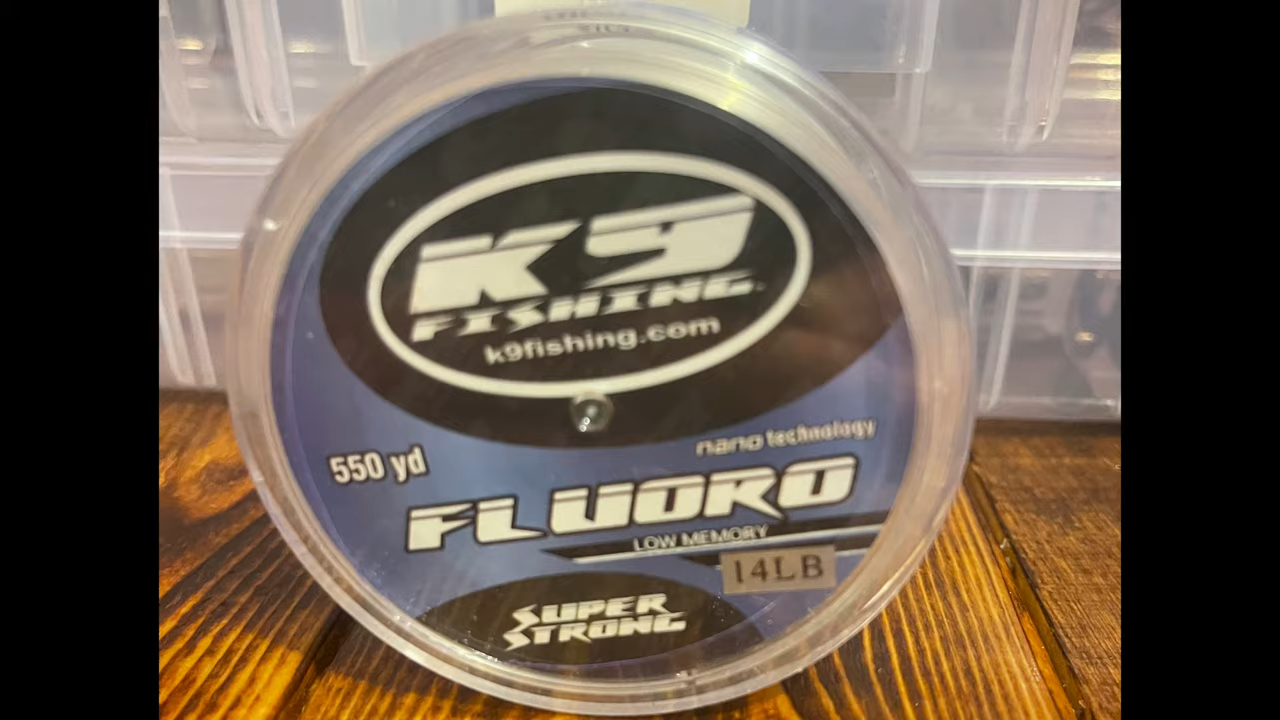 K9
FISHING
k9fishing.com
550 yd
nano technology
FLUORO
LOW MEMORY
14LB
SUPER
STRONG